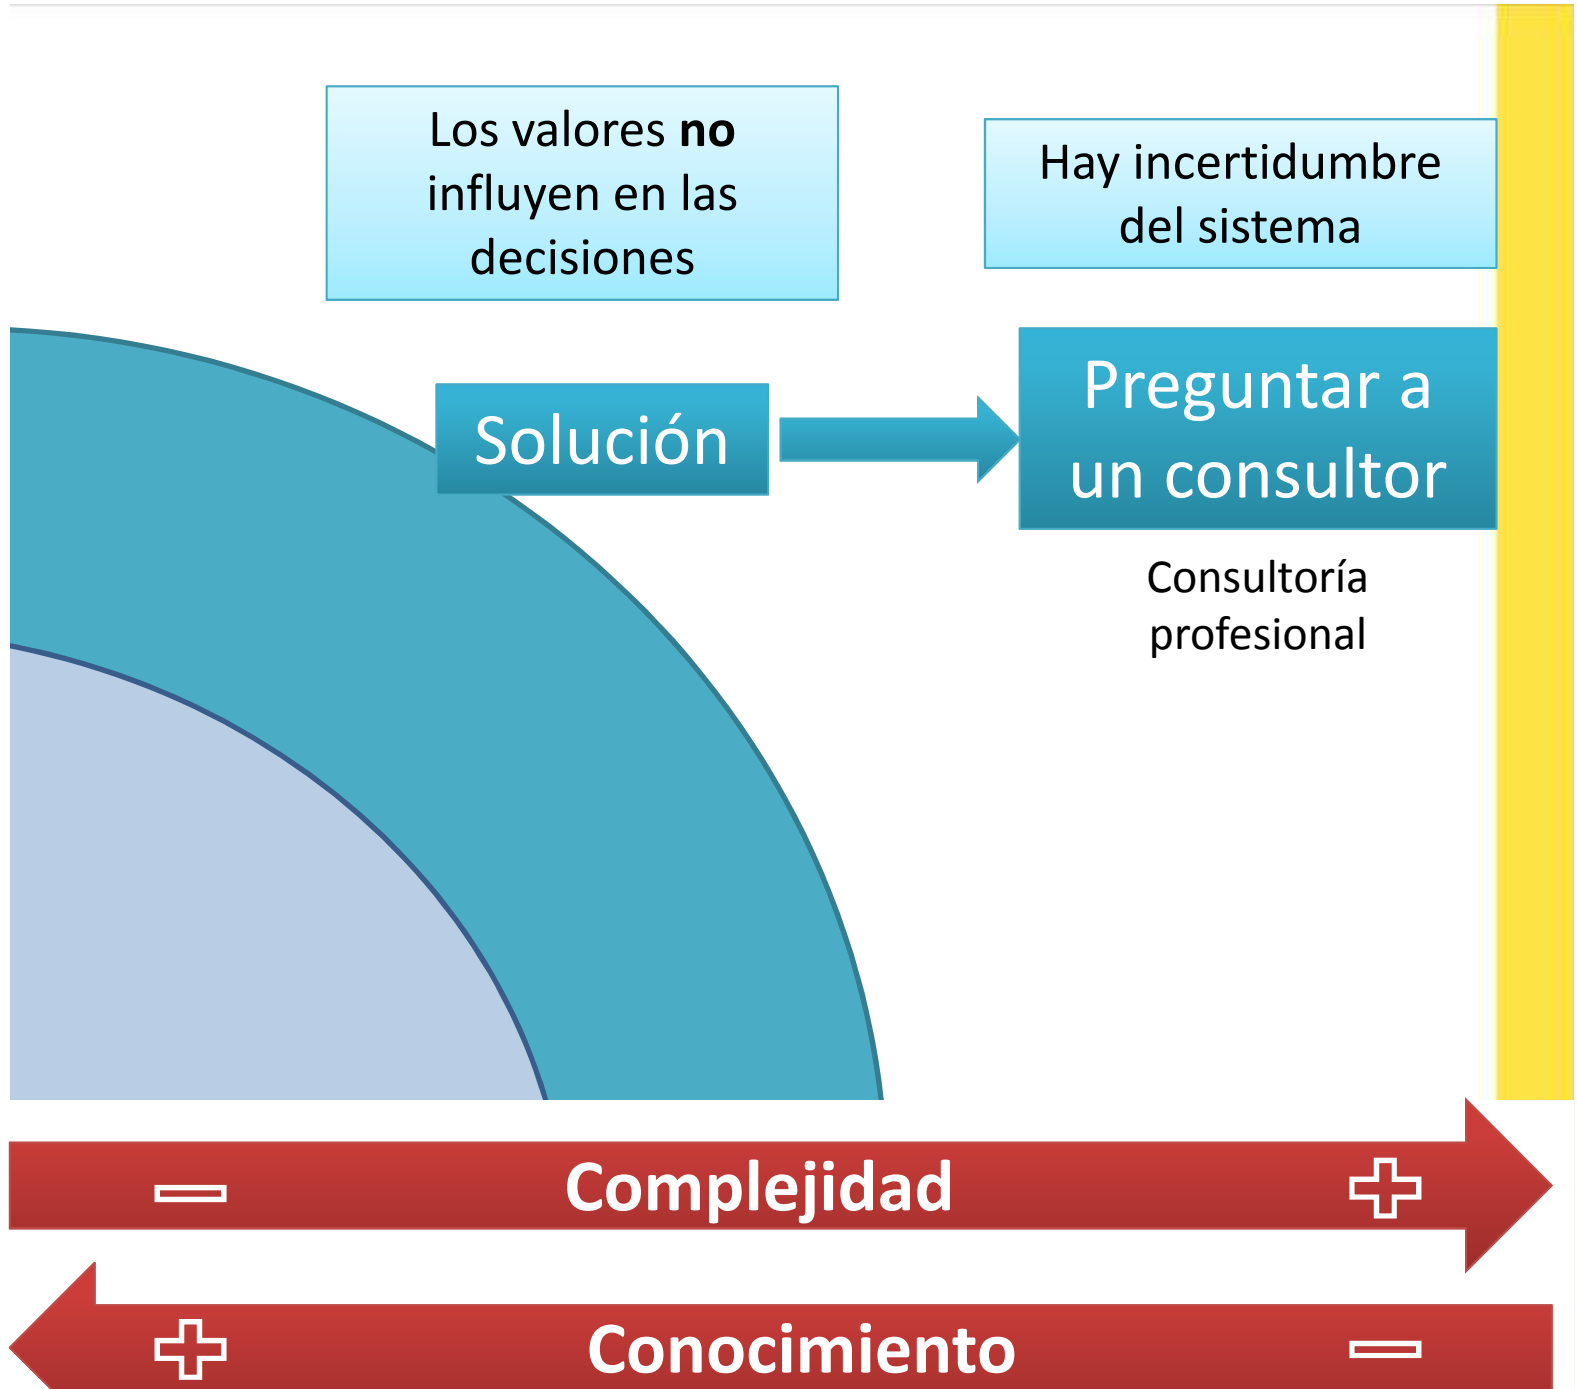 Los valores no
influyen en las
decisiones
Hay incertidumbre
del sistema
Solución
Preguntar a
un consultor
Consultoría
profesional
Complejidad
Conocimiento